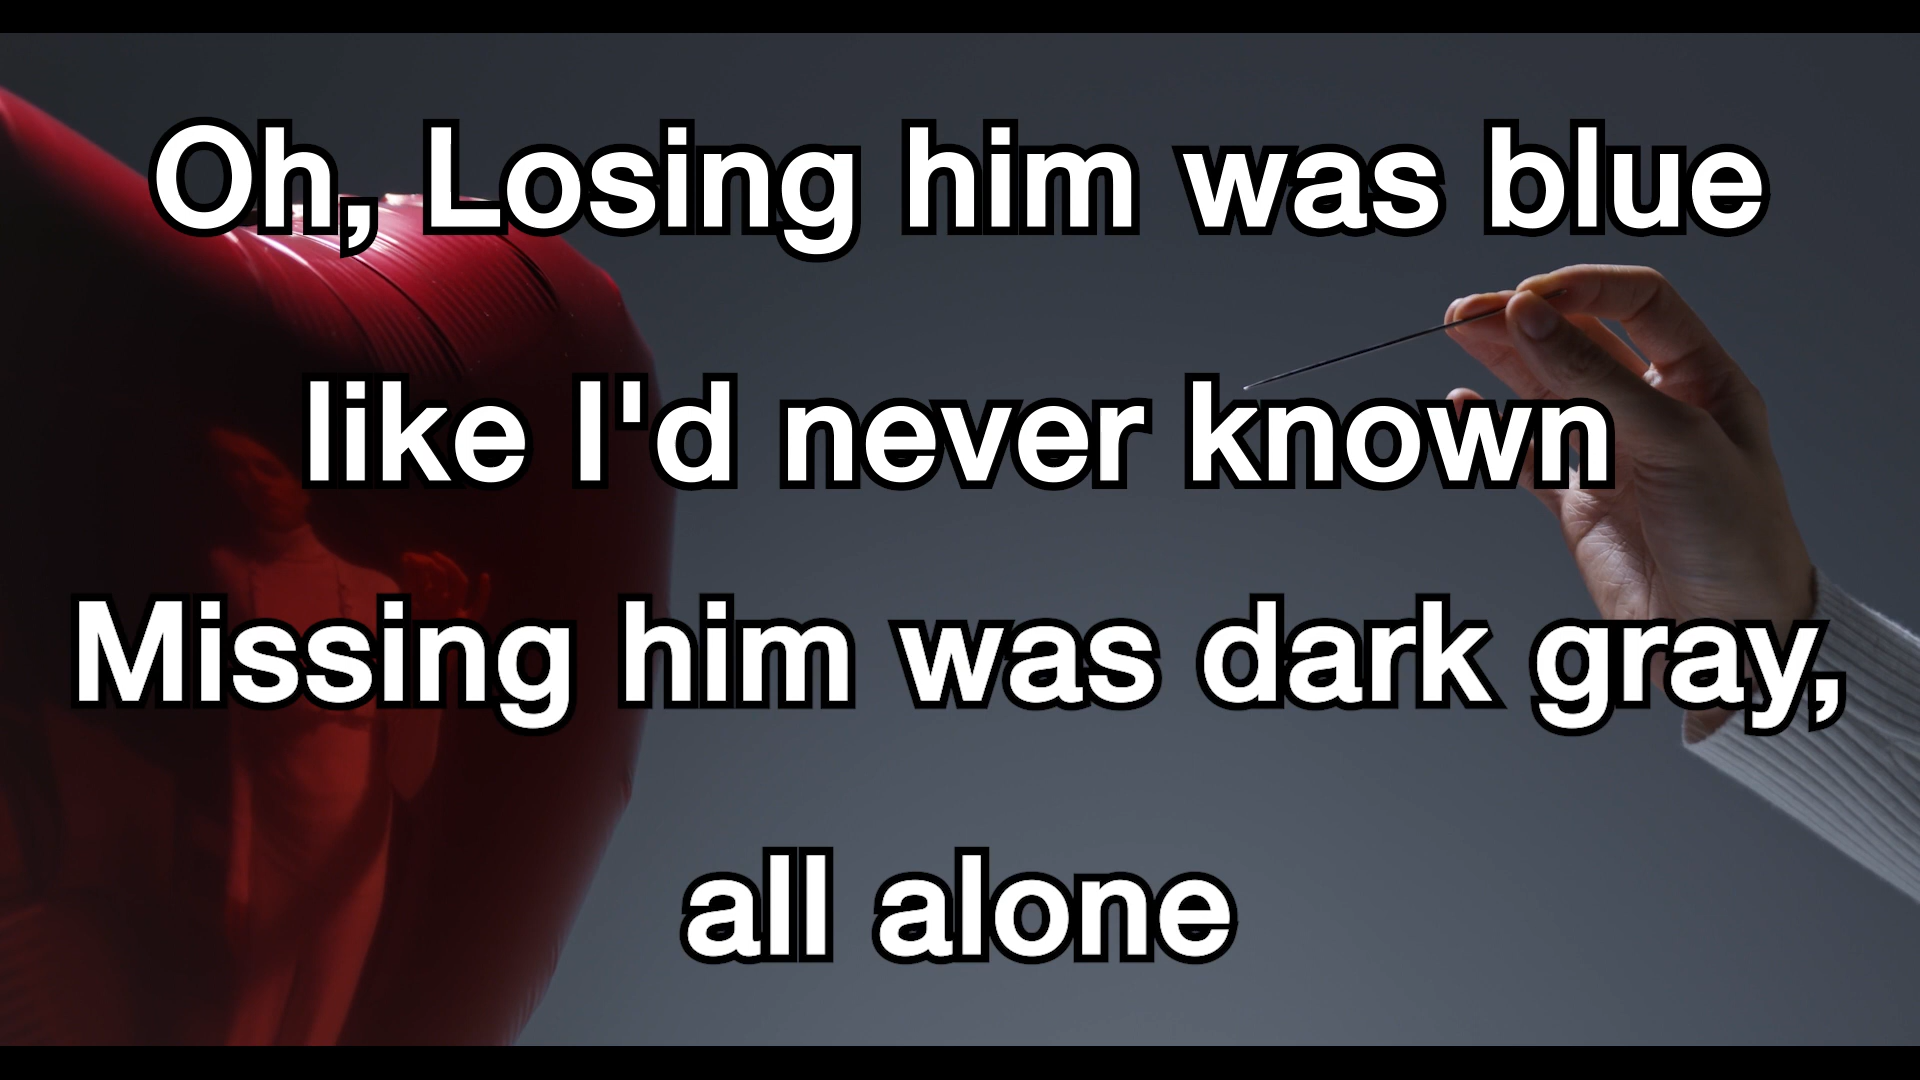 Oh, Losing him was blue
like I'd never known
Missing him was dark gray,
all alone